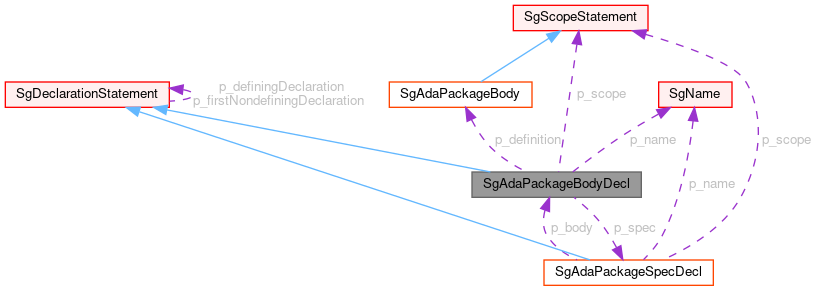 SgScopeStatement
SgDeclarationStatement
p_definingDeclaration
p_firstNondefiningDeclaration
SgAdaPackageBody
p_scope
SgName
p_definition
p_name
p_scope
SgAdaPackageBodyDecl
p_name
p_body
p_spec
SgAdaPackageSpecDecl